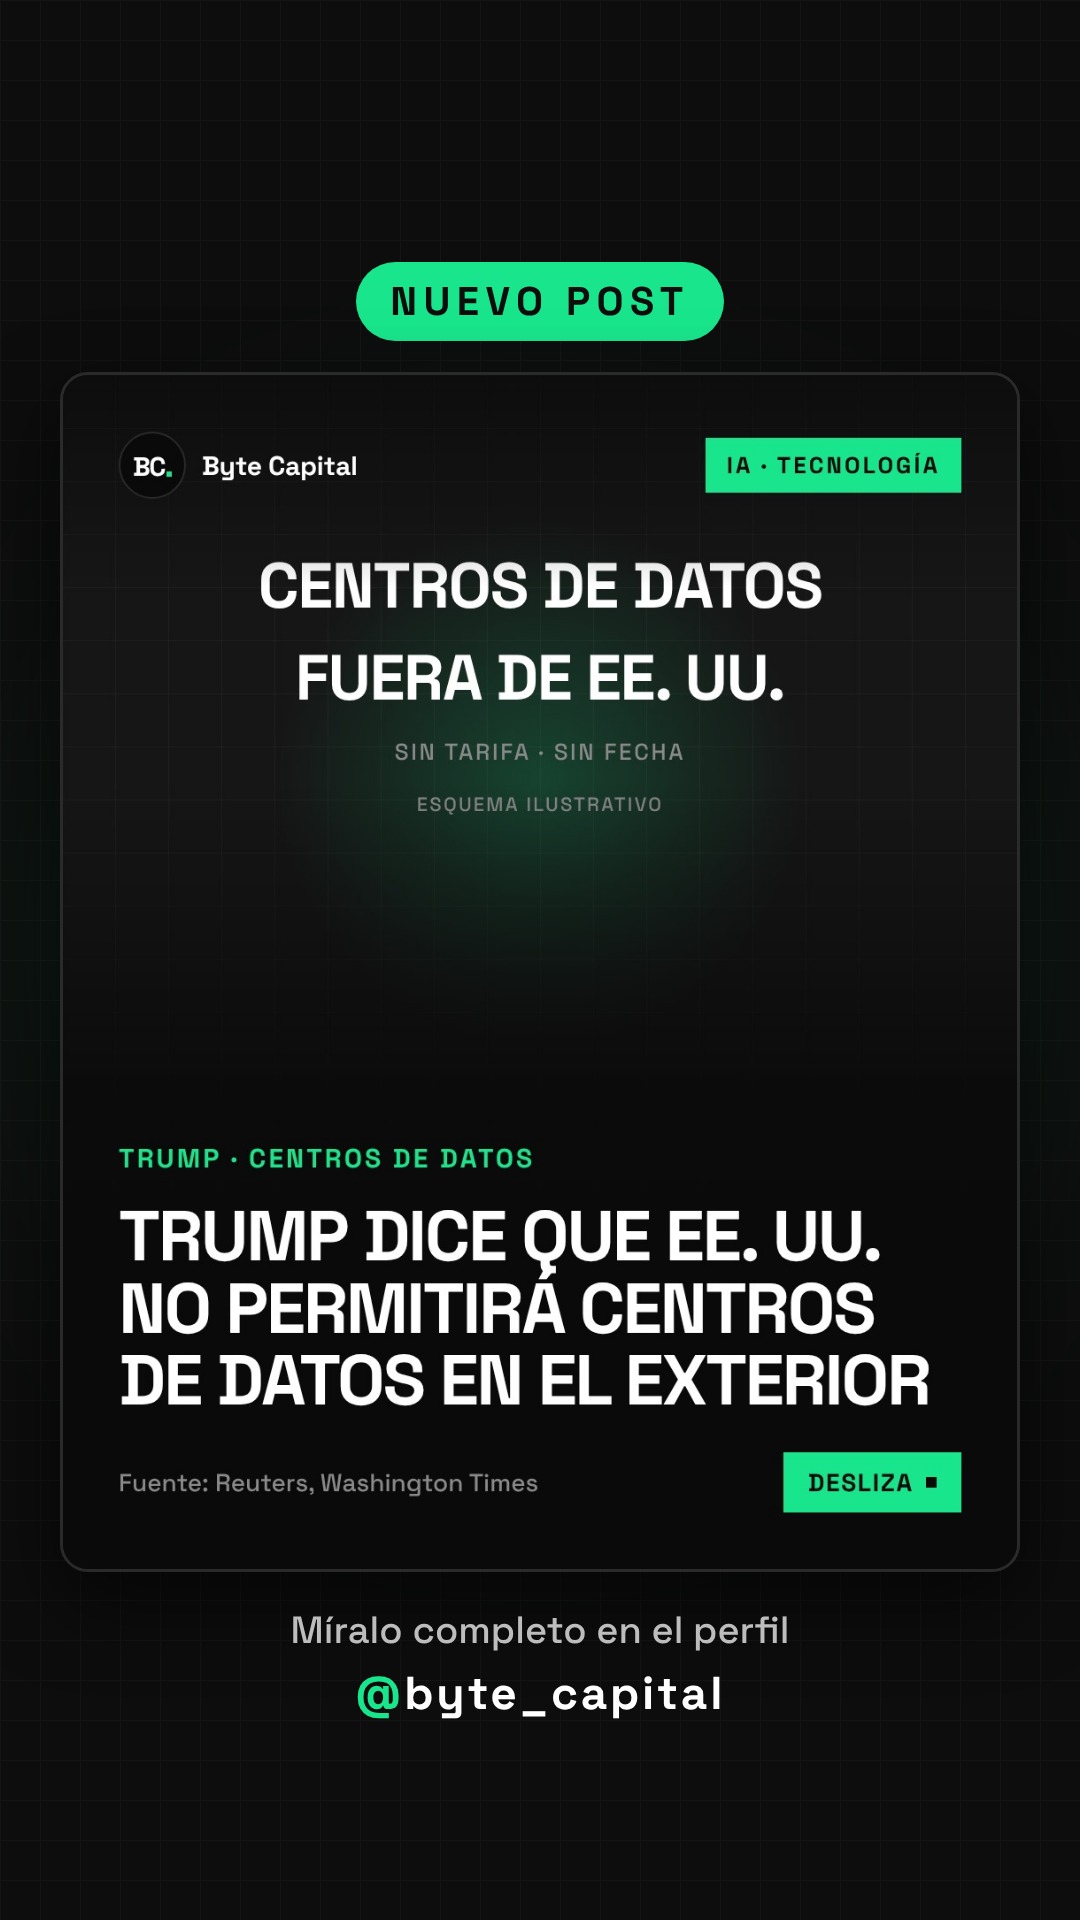 NUEVO POST
BC.
Byte Capital
IA · TECNOLOGÍA
CENTROS DE DATOS
FUERA DE EE. UU.
SIN TARIFA · SIN FECHA
ESQUEMA ILUSTRATIVO
TRUMP · CENTROS DE DATOS
TRUMP DICE QUE EE. UU.
NO PERMITIRÁ CENTROS
DE DATOS EN EL EXTERIOR
Fuente: Reuters, Washington Times
DESLIZA
Míralo completo en el perfil
@byte_capital